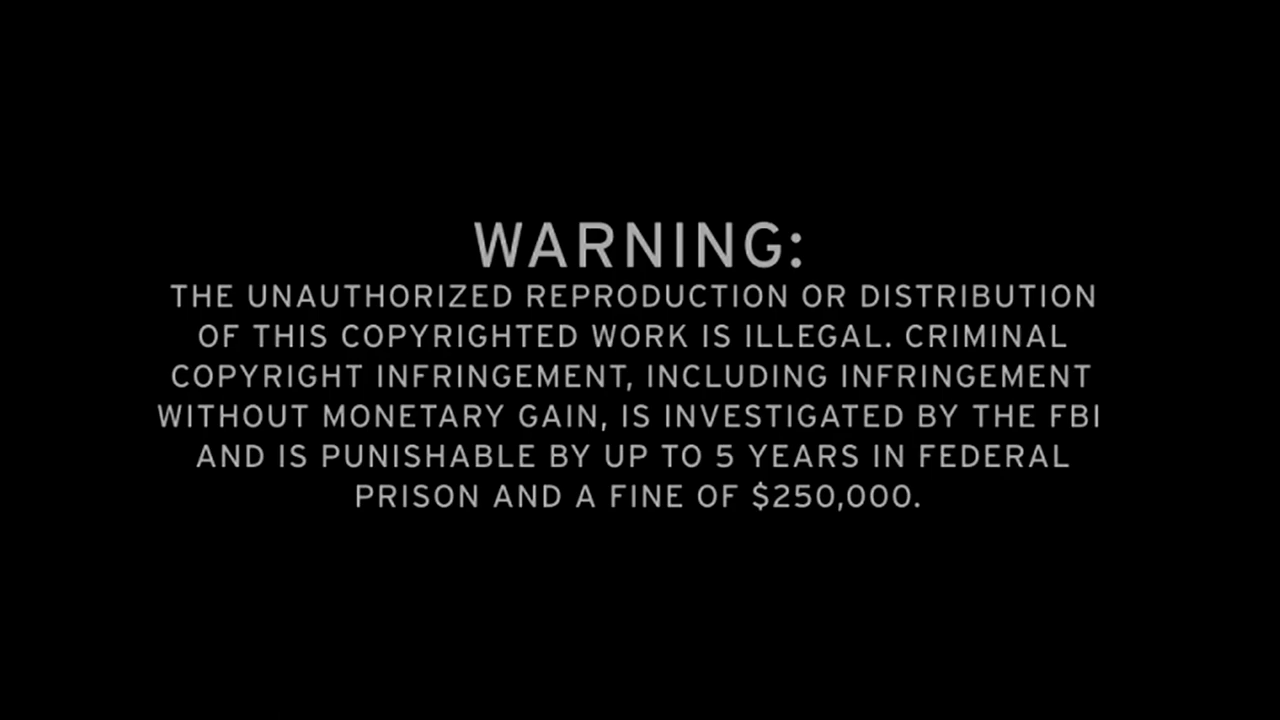 WARNING:
THE UNAUTHORIZED REPRODUCTION OR DISTRIBUTION
OF THIS COPYRIGHTED WORK IS ILLEGAL. CRIMINAL
COPYRIGHT INFRINGEMENT, INCLUDING INFRINGEMENT
WITHOUT MONETARY GAIN, IS INVESTIGATED BY THE FBI
AND IS PUNISHABLE BY UP TO 5 YEARS IN FEDERAL
PRISON AND A FINE OF $250,000.